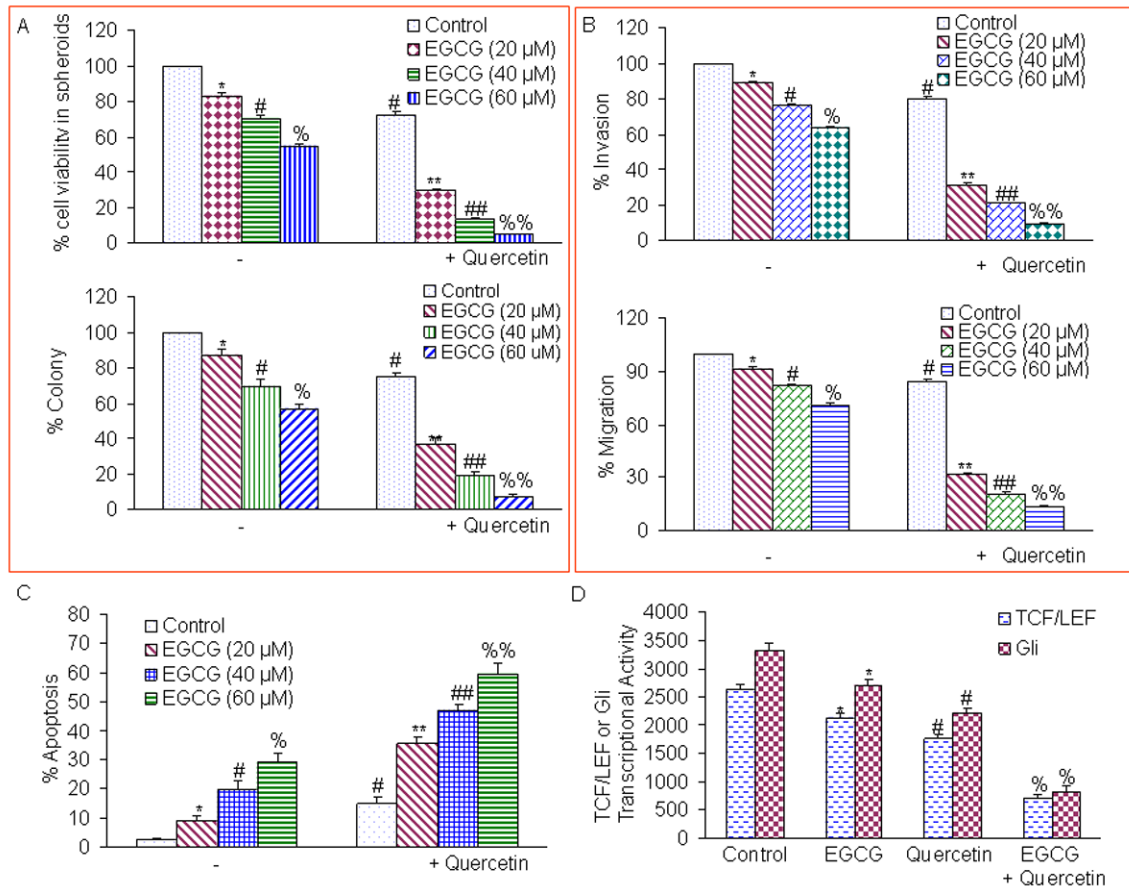 A
% cell viability in spheroids
120
100
80
60
40
20
0
Control
EGCG (20 µM)
EGCG (40 µM)
EGCG (60 µM)
*
#
%
#
**
##
%%
-
+ Quercetin
% Colony
120
100
80
60
40
20
0
Control
EGCG (20 µM)
EGCG (40 µM)
EGCG (60 uM)
*
#
%
#
**
##
%%
-
+ Quercetin
B
% Invasion
120
100
80
60
40
20
0
Control
EGCG (20 µM)
EGCG (40 µM)
EGCG (60 µM)
*
#
%
#
**
##
%%
-
+ Quercetin
% Migration
120
90
60
30
0
Control
EGCG (20 µM)
EGCG (40 µM)
EGCG (60 µM)
*
#
%
#
**
##
%%
-
+ Quercetin
C
% Apoptosis
80
70
60
50
40
30
20
10
0
Control
EGCG (20 µM)
EGCG (40 µM)
EGCG (60 µM)
*
#
%
#
**
##
%%
-
+ Quercetin
D
TCF/LEF or Gli
Transcriptional Activity
4000
3500
3000
2500
2000
1500
1000
500
0
TCF/LEF
Gli
*
*
#
#
%
%
Control
EGCG
Quercetin
EGCG
+ Quercetin